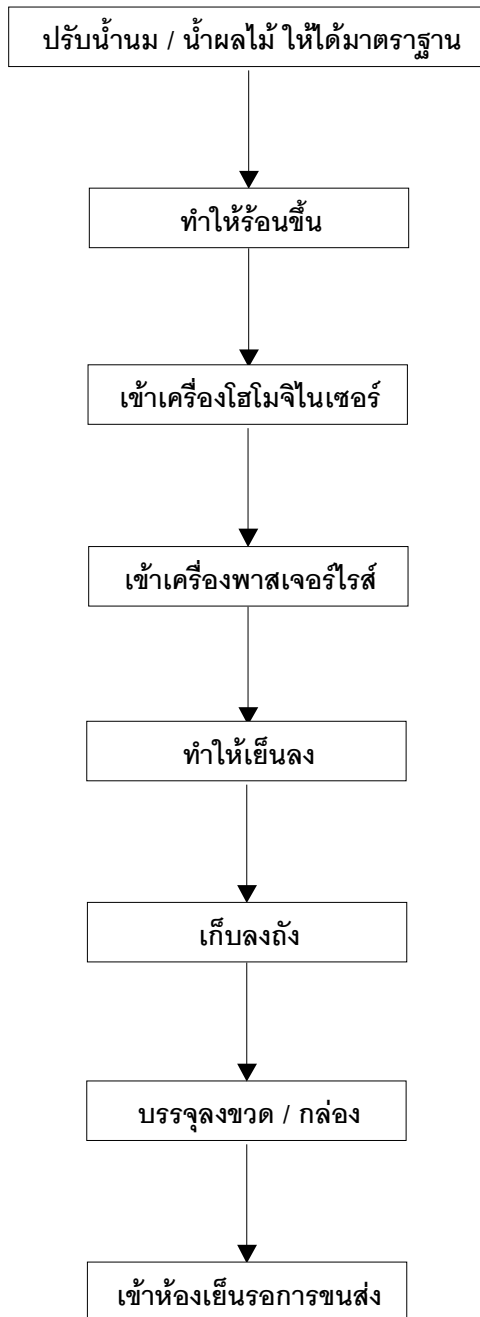 ปรับน้ำนม / น้ำผลไม้ ให้ได้มาตราฐาน
ทำให้ร้อนขึ้น
เข้าเครื่องโฮโมจิไนเซอร์
เข้าเครื่องพาสเจอร์ไรส์
ทำให้เย็นลง
เก็บลงถัง
บรรจุลงขวด / กล่อง
เข้าห้องเย็นรอการขนส่ง